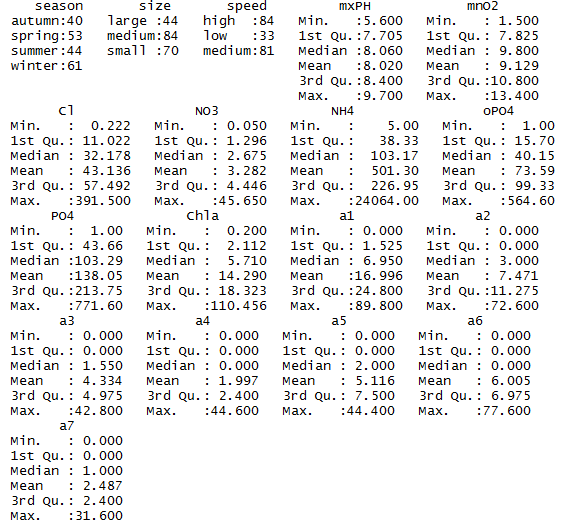 season size speed mxPH mnO2
autumn:40 large :44 high :84 Min. :5.600 Min. : 1.500
spring:53 medium:84 low :33 1st Qu.:7.705 1st Qu.: 7.825
summer:44 small :70 medium:81 Median :8.060 Median : 9.800
winter:61 Mean :8.020 Mean : 9.129
3rd Qu.:8.400 3rd Qu.:10.800
Max. :9.700 Max. :13.400
Cl NO3 NH4 oPO4
Min. : 0.222 Min. : 0.050 Min. : 5.00 Min. : 1.00
1st Qu.: 11.022 1st Qu.: 1.296 1st Qu.: 38.33 1st Qu.: 15.70
Median : 32.178 Median : 2.675 Median : 103.17 Median : 40.15
Mean : 43.136 Mean : 3.282 Mean : 501.30 Mean : 73.59
3rd Qu.: 57.492 3rd Qu.: 4.446 3rd Qu.: 226.95 3rd Qu.: 99.33
Max. :391.500 Max. :45.650 Max. :24064.00 Max. :564.60
PO4 Chla a1 a2
Min. : 1.00 Min. : 0.200 Min. : 0.000 Min. : 0.000
1st Qu.: 43.66 1st Qu.: 2.112 1st Qu.: 1.525 1st Qu.: 0.000
Median :103.29 Median : 5.710 Median : 6.950 Median : 3.000
Mean :138.05 Mean : 14.290 Mean :16.996 Mean : 7.471
3rd Qu.:213.75 3rd Qu.: 18.323 3rd Qu.:24.800 3rd Qu.:11.275
Max. :771.60 Max. :110.456 Max. :89.800 Max. :72.600
a3 a4 a5 a6
Min. : 0.000 Min. : 0.000 Min. : 0.000 Min. : 0.000
1st Qu.: 0.000 1st Qu.: 0.000 1st Qu.: 0.000 1st Qu.: 0.000
Median : 1.550 Median : 0.000 Median : 2.000 Median : 0.000
Mean : 4.334 Mean : 1.997 Mean : 5.116 Mean : 6.005
3rd Qu.: 4.975 3rd Qu.: 2.400 3rd Qu.: 7.500 3rd Qu.: 6.975
Max. :42.800 Max. :44.600 Max. :44.400 Max. :77.600
a7
Min. : 0.000
1st Qu.: 0.000
Median : 1.000
Mean : 2.487
3rd Qu.: 2.400
Max. :31.600